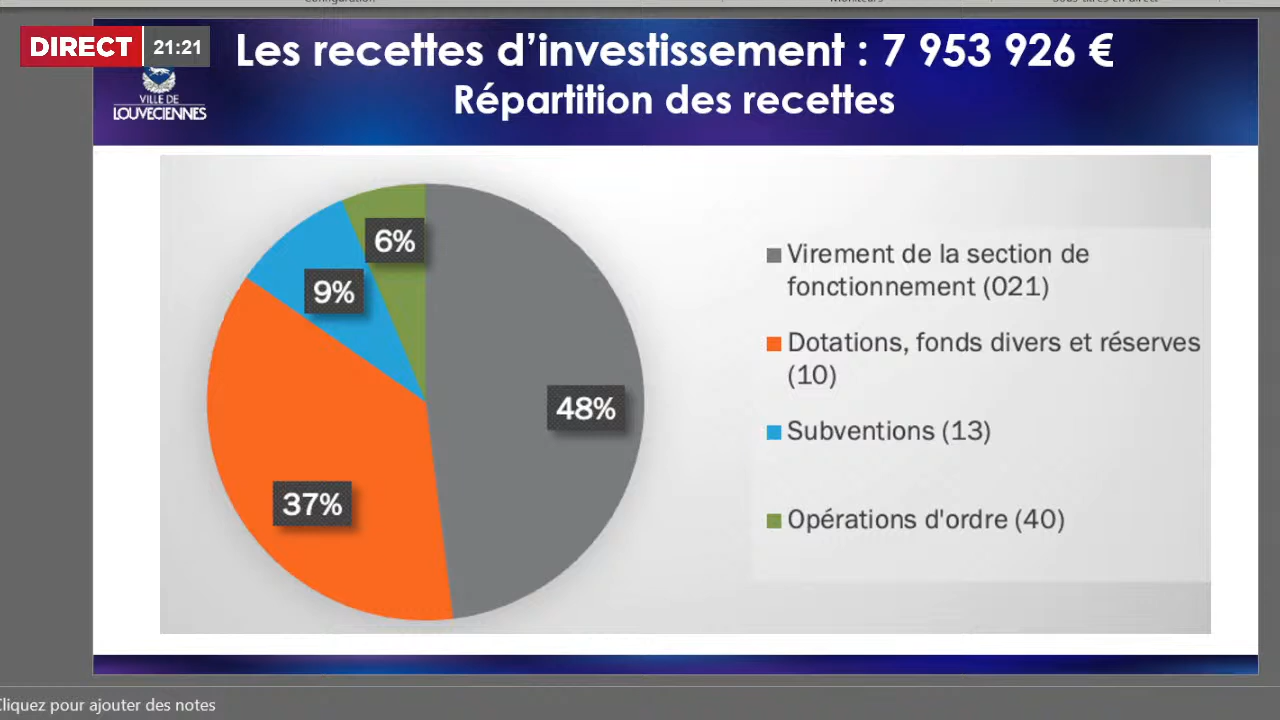 DIRECT 21:21
Les recettes d’investissement : 7 953 926 €
Répartition des recettes
VILLE DE
LOUVECIENNES
6%
9%
48%
37%
Virement de la section de
fonctionnement (021)
Dotations, fonds divers et réserves
(10)
Subventions (13)
Opérations d'ordre (40)
Cliquez pour ajouter des notes